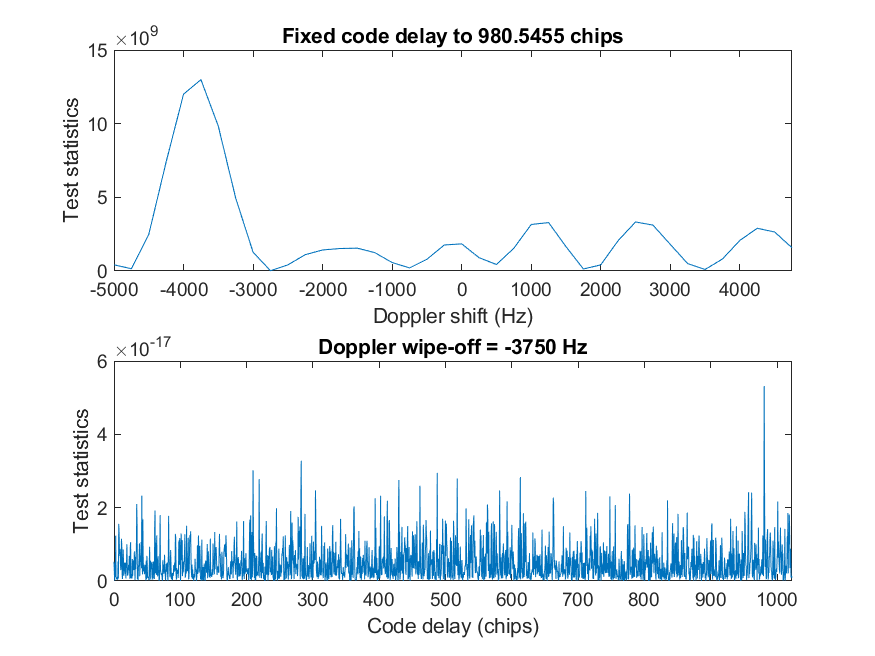 ×10^9
Fixed code delay to 980.5455 chips
15
10
5
0
Test statistics
-5000 -4000 -3000 -2000 -1000 0 1000 2000 3000 4000
Doppler shift (Hz)
×10^-17
Doppler wipe-off = -3750 Hz
6
4
2
0
Test statistics
0 100 200 300 400 500 600 700 800 900 1000
Code delay (chips)